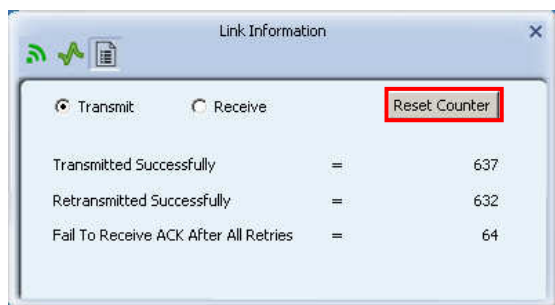 Link Information
Transmit Receive Reset Counter
Transmitted Successfully = 637
Retransmitted Successfully = 632
Fail To Receive ACK After All Retries = 64